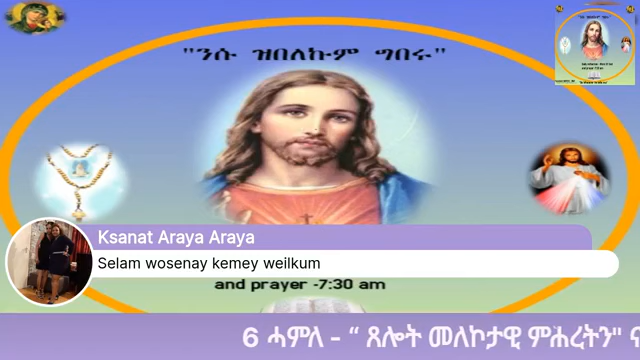 "ንሱ ዝበለኩም ግበሩ"
Ksanat Araya Araya
Selam wosenay kemey weilkum
and prayer -7:30 am
6 ሓምለ - “ ጸሎት መለኮታዊ ምሕረትን"